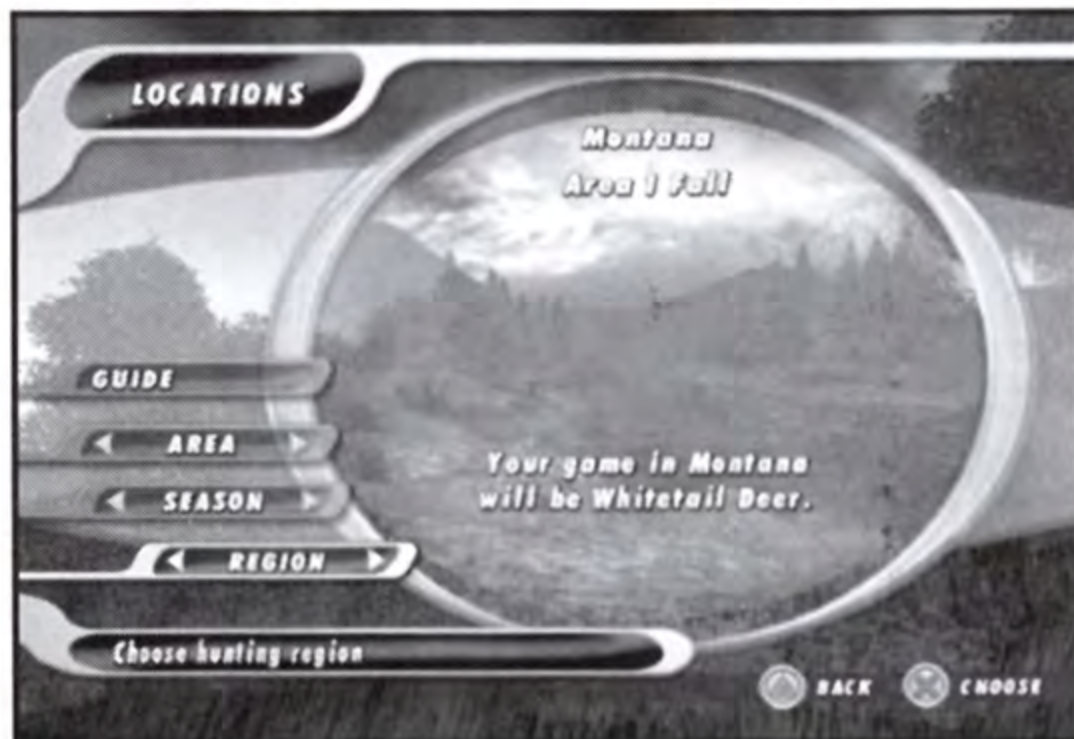 LOCATIONS
Montana
Area 1 Fall
GUIDE
AREA
SEASON
REGION
Your game in Montana
will be Whitetail Deer.
Choose hunting region
BACK
CHOOSE